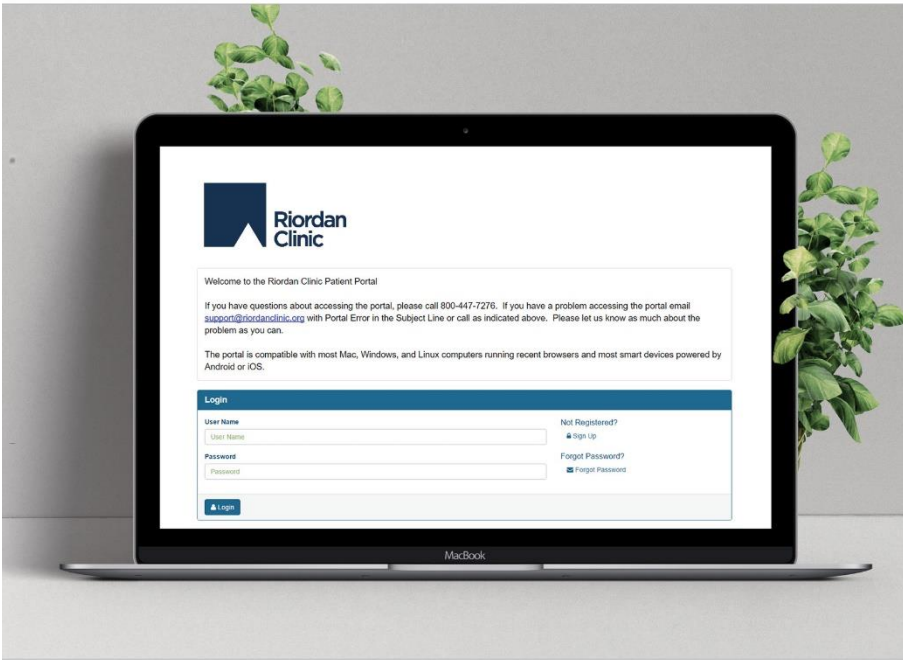 Riordan
Clinic
Welcome to the Riordan Clinic Patient Portal
If you have questions about accessing the portal, please call 800-447-7276.  If you have a problem accessing the portal email
support@riordanclinic.org with Portal Error in the Subject Line or call as indicated above.  Please let us know as much about the
problem as you can.
The portal is compatible with most Mac, Windows, and Linux computers running recent browsers and most smart devices powered by
Android or iOS.
Login
User Name
User Name
Not Registered?
Sign Up
Password
Password
Forgot Password?
Forgot Password
Login
MacBook